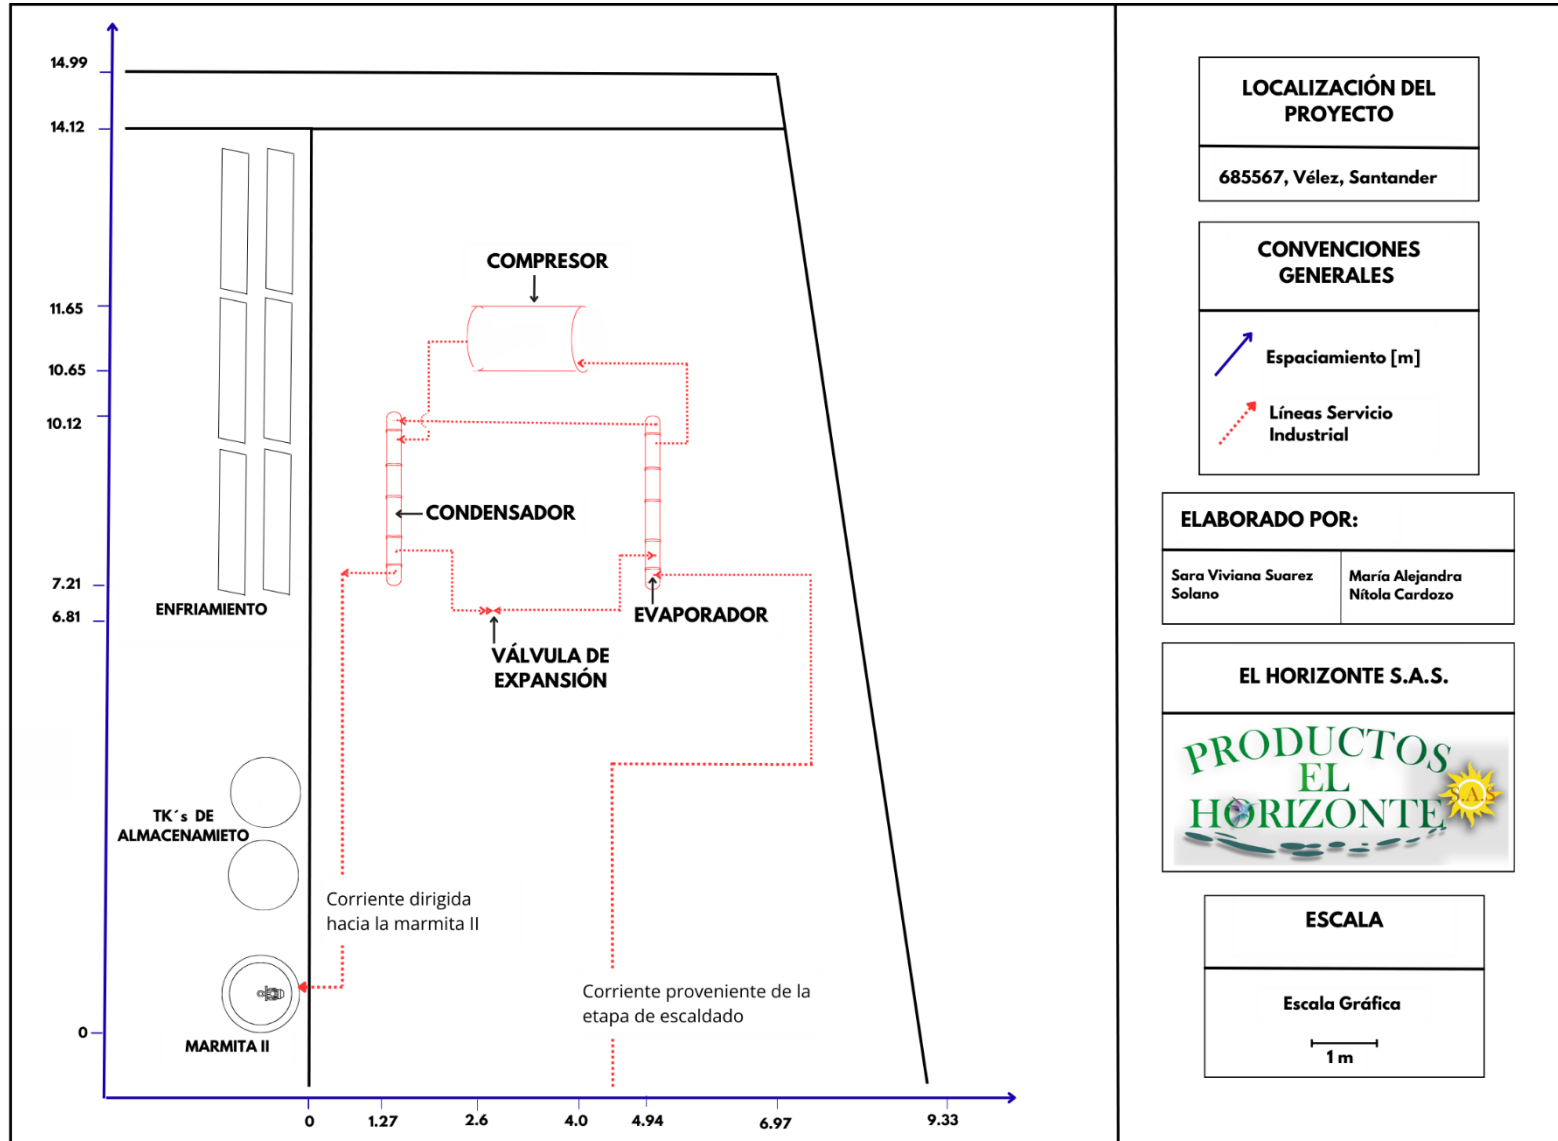 14.99
14.12
11.65
10.65
10.12
7.21
6.81
0
COMPRESOR
CONDENSADOR
ENFRIAMIENTO
EVAPORADOR
VÁLVULA DE
EXPANSIÓN
TK´s DE
ALMACENAMIETO
Corriente dirigida
hacia la marmita II
Corriente proveniente de la
etapa de escaldado
MARMITA II
0
1.27
2.6
4.0
4.94
6.97
9.33
LOCALIZACIÓN DEL
PROYECTO
685567, Vélez, Santander
CONVENCIONES
GENERALES
Espaciamiento [m]
Líneas Servicio
Industrial
ELABORADO POR:
Sara Viviana Suarez
Solano
María Alejandra
Nítola Cardozo
EL HORIZONTE S.A.S.
PRODUCTOS
EL
HORIZONTE
S.A.S
ESCALA
Escala Gráfica
1 m